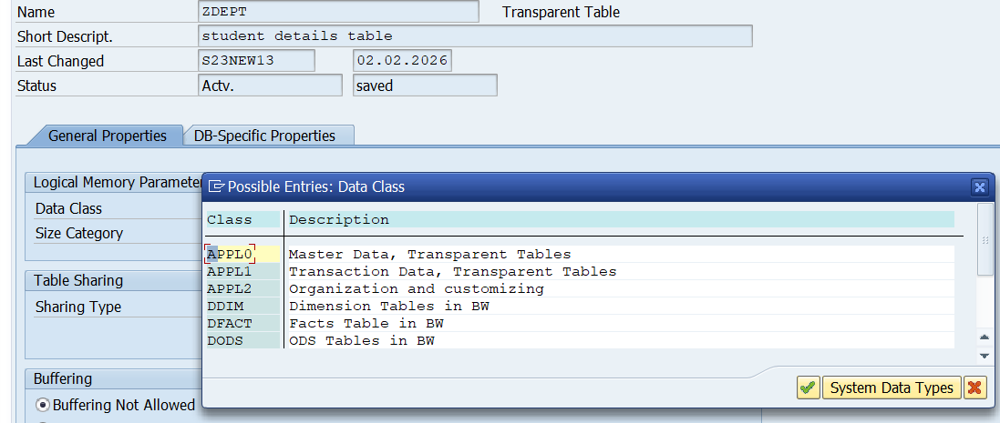 Name ZDEPT Transparent Table
Short Descript. student details table
Last Changed S23NEW13 02.02.2026
Status Actv. saved
General Properties DB-Specific Properties
Logical Memory Parameter
Possible Entries: Data Class
Data Class
Size Category
Class Description
APPL0 Master Data, Transparent Tables
APPL1 Transaction Data, Transparent Tables
APPL2 Organization and customizing
DDIM Dimension Tables in BW
DFACT Facts Table in BW
DODS ODS Tables in BW
System Data Types
Table Sharing
Sharing Type
Buffering
Buffering Not Allowed